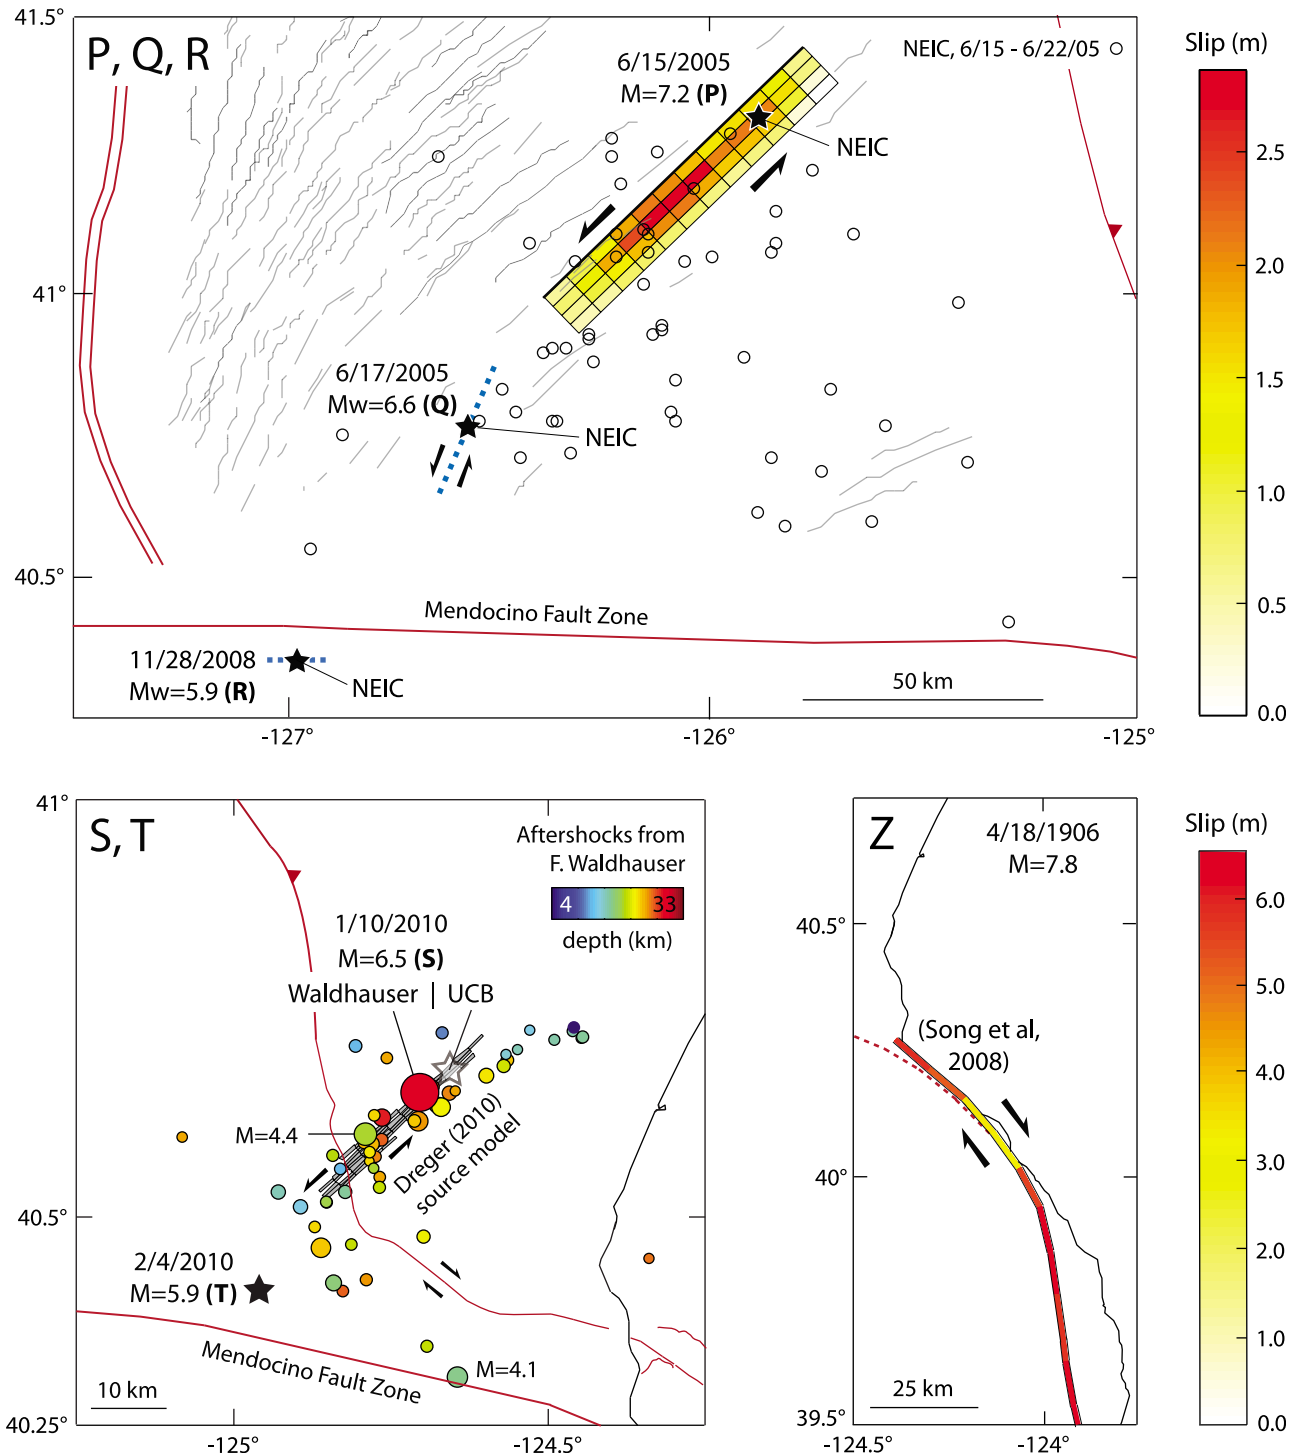 P, Q, R
41.5°
41°
40.5°
6/15/2005
M=7.2 (P)
NEIC, 6/15 - 6/22/05
NEIC
6/17/2005
Mw=6.6 (Q)
NEIC
Mendocino Fault Zone
11/28/2008
Mw=5.9 (R)
NEIC
50 km
-127°
-126°
-125°
Slip (m)
2.5
2.0
1.5
1.0
0.5
0.0
S, T
41°
40.5°
40.25°
Aftershocks from
F. Waldhauser
4
33
depth (km)
1/10/2010
M=6.5 (S)
Waldhauser | UCB
M=4.4
Dreger (2010)
source model
2/4/2010
M=5.9 (T)
M=4.1
Mendocino Fault Zone
10 km
-125°
-124.5°
Z
4/18/1906
M=7.8
40.5°
40°
39.5°
(Song et al,
2008)
25 km
-124.5°
-124°
Slip (m)
6.0
5.0
4.0
3.0
2.0
1.0
0.0